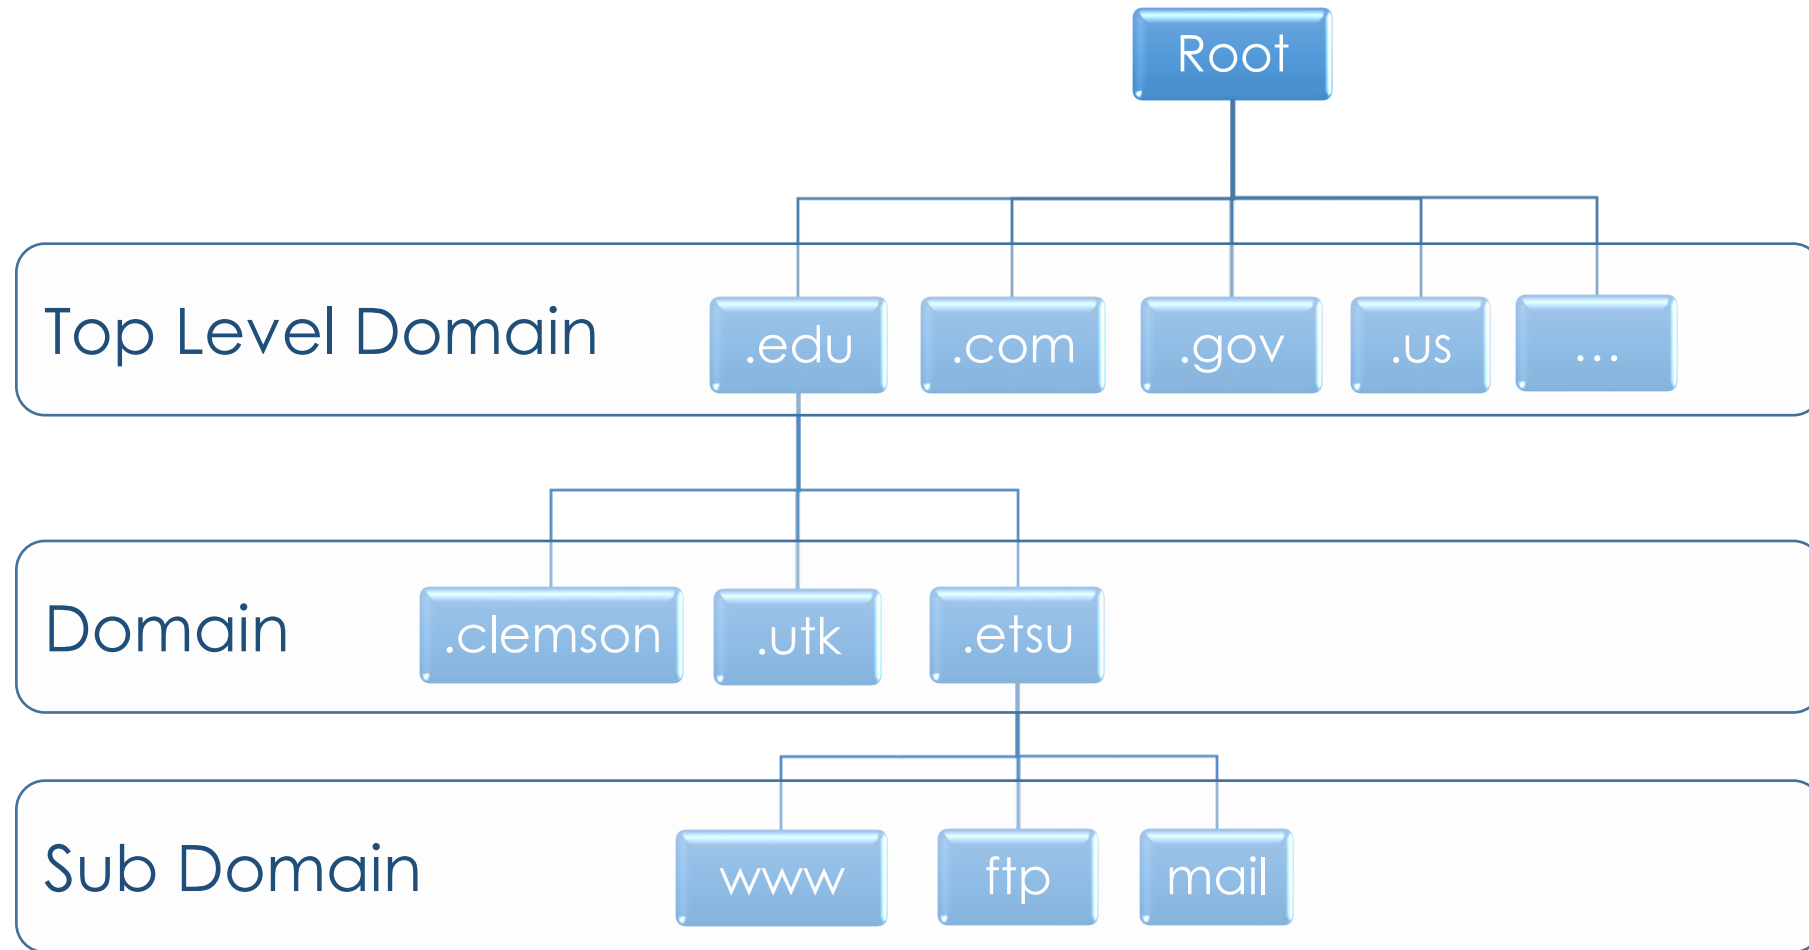 Root
Top Level Domain
.edu
.com
.gov
.us
...
Domain
.clemson
.utk
.etsu
Sub Domain
www
ftp
mail